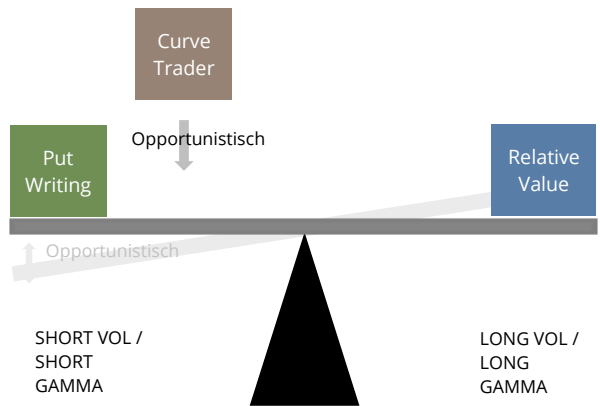 Curve
Trader
Opportunistisch
Put
Writing
Relative
Value
Opportunistisch
SHORT VOL /
SHORT
GAMMA
LONG VOL /
LONG
GAMMA